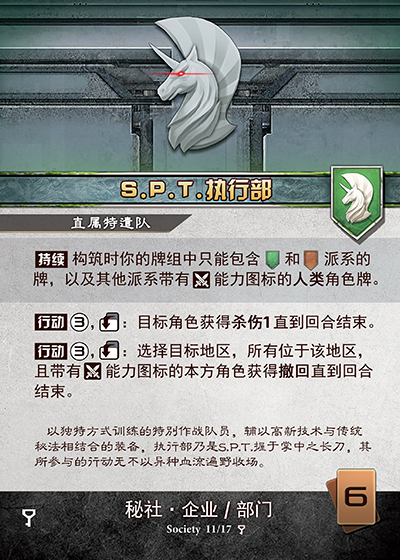 S.P.T.执行部
直属特遣队
持续 构筑时你的牌组中只能包含 和 派系的
牌，以及其他派系带有 能力图标的人类角色牌。
行动 3，：目标角色获得杀伤1直到回合结束。
行动 3，：选择目标地区，所有位于该地区，
且带有 能力图标的本方角色获得撤回直到回合
结束。
以独特方式训练的特别作战队员，辅以高新技术与传统
秘法相结合的装备，执行部乃是S.P.T.握于掌中之长刀，其
所参与的行动无不以异种血流遍野收场。
6
秘社·企业 / 部门
Society 11/17